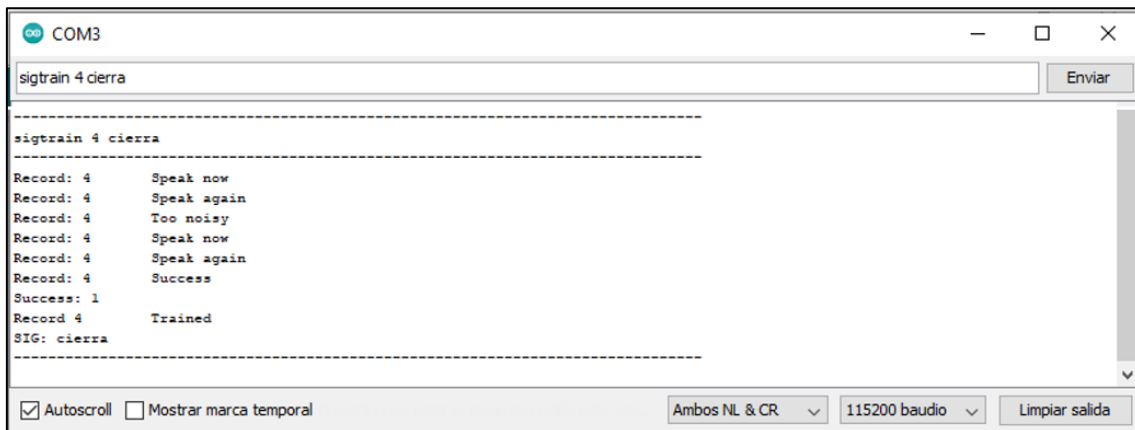 COM3
sigtrain 4 cierra Enviar
--------------------------------------------------------------------------------
sigtrain 4 cierra
--------------------------------------------------------------------------------
Record: 4 Speak now
Record: 4 Speak again
Record: 4 Too noisy
Record: 4 Speak now
Record: 4 Speak again
Record: 4 Success
Success: 1
Record 4 Trained
SIG: cierra
--------------------------------------------------------------------------------
Autoscroll Mostrar marca temporal Ambos NL & CR 115200 baudio Limpiar salida